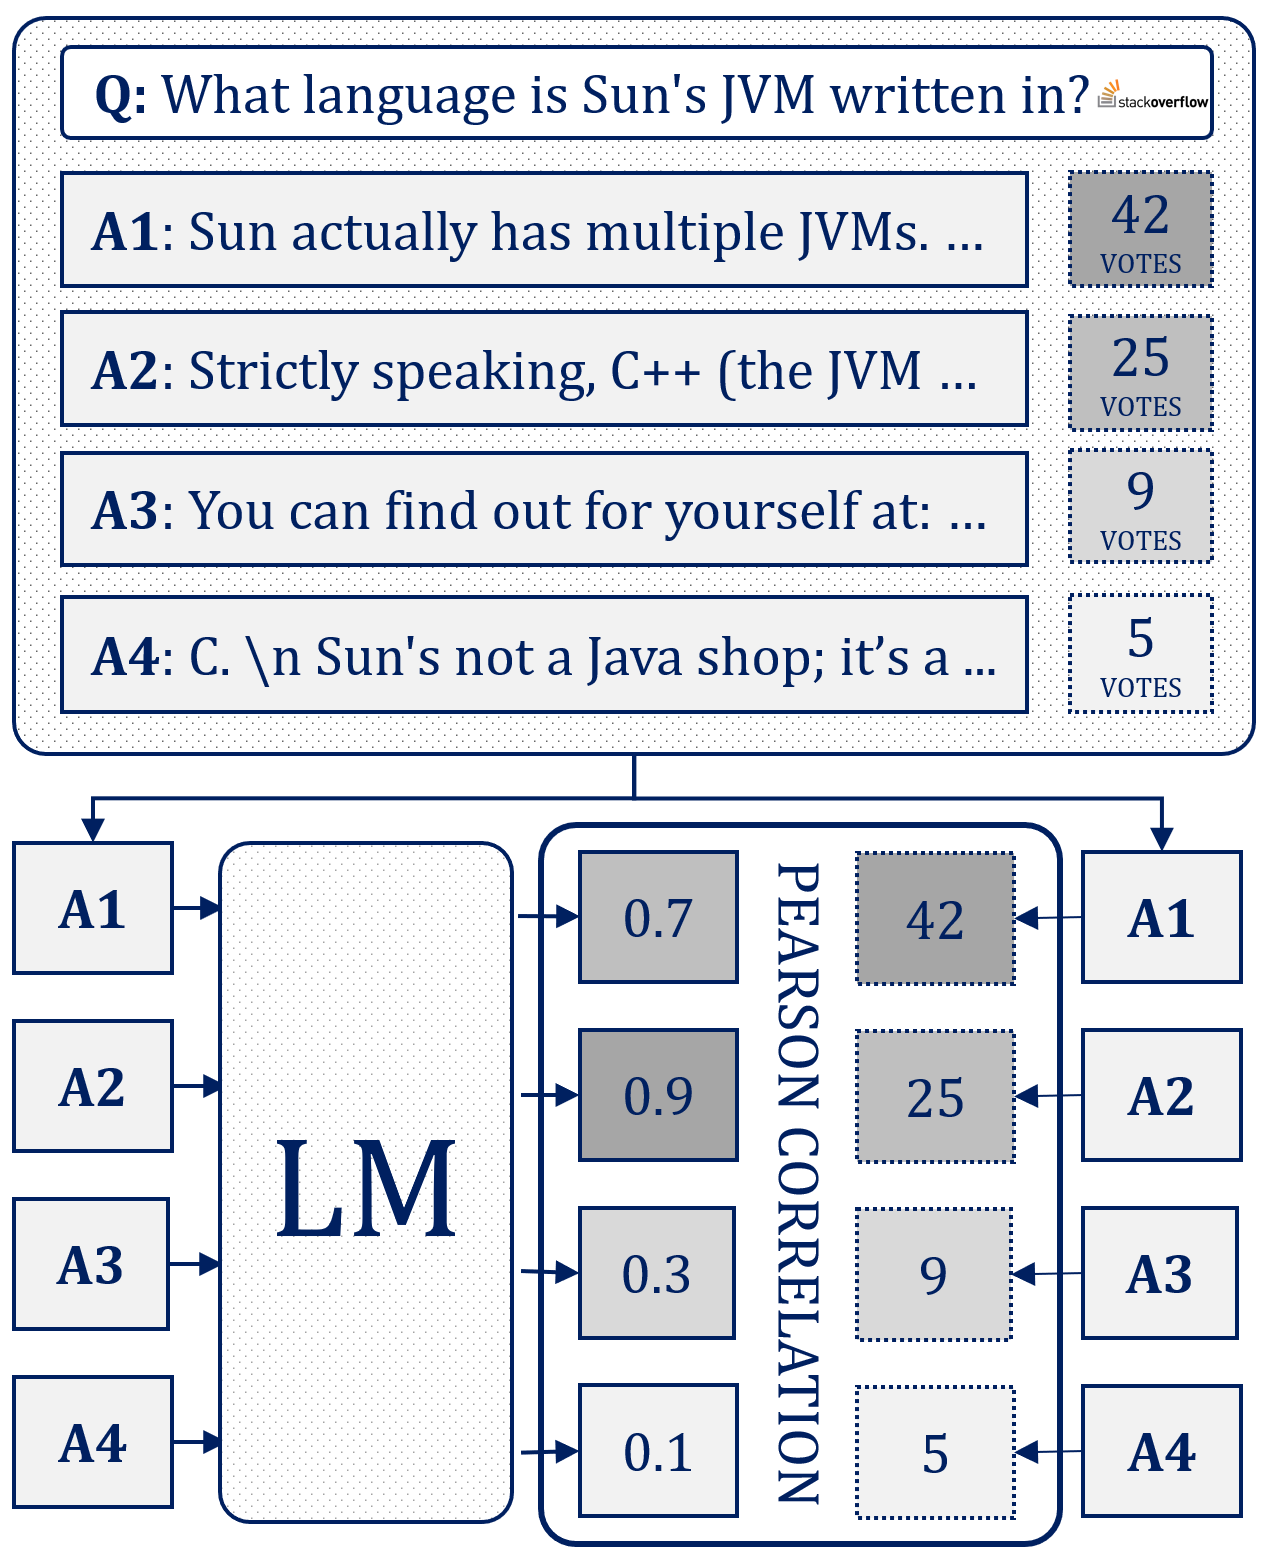 Q: What language is Sun's JVM written in? stackoverflow
A1: Sun actually has multiple JVMs. ...
42
VOTES
A2: Strictly speaking, C++ (the JVM ...
25
VOTES
A3: You can find out for yourself at: ...
9
VOTES
A4: C. \n Sun's not a Java shop; it’s a ...
5
VOTES
A1
0.7
42
A1
A2
0.9
25
A2
LM
PEARSON CORRELATION
A3
0.3
9
A3
A4
0.1
5
A4